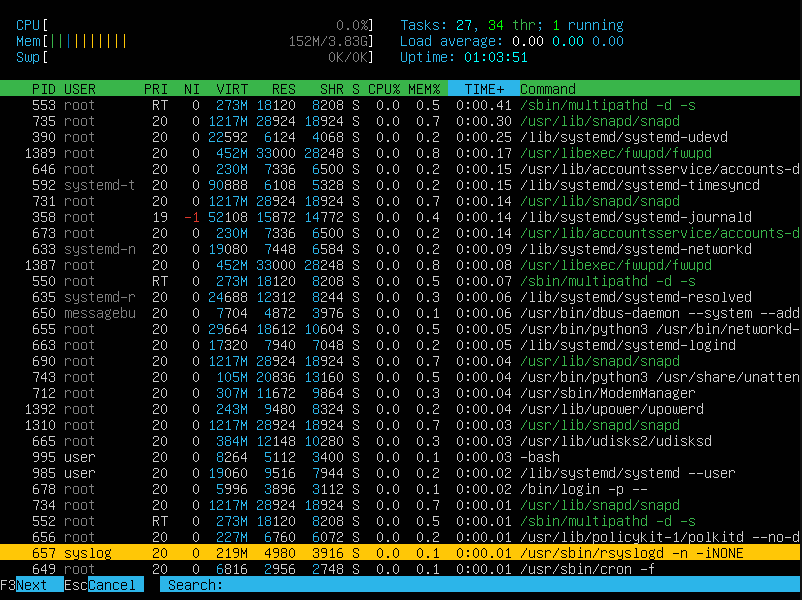 CPU[ 0.0%] Tasks: 27, 34 thr; 1 running
Mem[|||||||||| 152M/3.83G] Load average: 0.00 0.00 0.00
Swp[ 0K/0K] Uptime: 01:03:51
PID USER PRI NI VIRT RES SHR S CPU% MEM% TIME+ Command
553 root RT 0 273M 18120 8208 S 0.0 0.5 0:00.41 /sbin/multipathd -d -s
735 root 20 0 1217M 28924 18924 S 0.0 0.7 0:00.30 /usr/lib/snapd/snapd
390 root 20 0 22592 6124 4068 S 0.0 0.2 0:00.25 /lib/systemd/systemd-udevd
1389 root 20 0 452M 33000 28248 S 0.0 0.8 0:00.17 /usr/libexec/fwupd/fwupd
646 root 20 0 230M 7336 6500 S 0.0 0.2 0:00.15 /usr/lib/accountsservice/accounts-d
592 systemd-t 20 0 90888 6108 5328 S 0.0 0.2 0:00.15 /lib/systemd/systemd-timesyncd
731 root 20 0 1217M 28924 18924 S 0.0 0.7 0:00.14 /usr/lib/snapd/snapd
358 root 19 -1 52108 15872 14772 S 0.0 0.4 0:00.14 /lib/systemd/systemd-journald
673 root 20 0 230M 7336 6500 S 0.0 0.2 0:00.14 /usr/lib/accountsservice/accounts-d
633 systemd-n 20 0 19080 7448 6584 S 0.0 0.2 0:00.09 /lib/systemd/systemd-networkd
1387 root 20 0 452M 33000 28248 S 0.0 0.8 0:00.08 /usr/libexec/fwupd/fwupd
550 root RT 0 273M 18120 8208 S 0.0 0.5 0:00.07 /sbin/multipathd -d -s
635 systemd-r 20 0 24688 12312 8244 S 0.0 0.3 0:00.06 /lib/systemd/systemd-resolved
650 messagebu 20 0 7704 4872 3976 S 0.0 0.1 0:00.06 /usr/bin/dbus-daemon --system --add
655 root 20 0 29664 18612 10604 S 0.0 0.5 0:00.05 /usr/bin/python3 /usr/bin/networkd-
663 root 20 0 17320 7940 7048 S 0.0 0.2 0:00.04 /lib/systemd/systemd-logind
690 root 20 0 1217M 28924 18924 S 0.0 0.7 0:00.04 /usr/lib/snapd/snapd
743 root 20 0 105M 20836 13160 S 0.0 0.5 0:00.04 /usr/bin/python3 /usr/share/unatten
712 root 20 0 307M 11672 9864 S 0.0 0.3 0:00.04 /usr/sbin/ModemManager
1392 root 20 0 243M 9480 8324 S 0.0 0.2 0:00.04 /usr/lib/upower/upowerd
1310 root 20 0 1217M 28924 18924 S 0.0 0.7 0:00.03 /usr/lib/snapd/snapd
665 root 20 0 384M 12148 10280 S 0.0 0.3 0:00.03 /usr/lib/udisks2/udisksd
995 user 20 0 8264 5112 3400 S 0.0 0.1 0:00.03 -bash
985 user 20 0 19060 9516 7944 S 0.0 0.2 0:00.02 /lib/systemd/systemd --user
678 root 20 0 5996 3896 3112 S 0.0 0.1 0:00.02 /bin/login -p --
734 root 20 0 1217M 28924 18924 S 0.0 0.7 0:00.02 /usr/lib/snapd/snapd
552 root RT 0 273M 18120 8208 S 0.0 0.5 0:00.01 /sbin/multipathd -d -s
656 root 20 0 227M 6760 6072 S 0.0 0.2 0:00.01 /usr/lib/policykit-1/polkitd --no-d
657 syslog 20 0 219M 4980 3916 S 0.0 0.1 0:00.01 /usr/sbin/rsyslogd -n -iNONE
649 root 20 0 6816 2956 2748 S 0.0 0.1 0:00.01 /usr/sbin/cron -f
F3Next EscCancel Search: